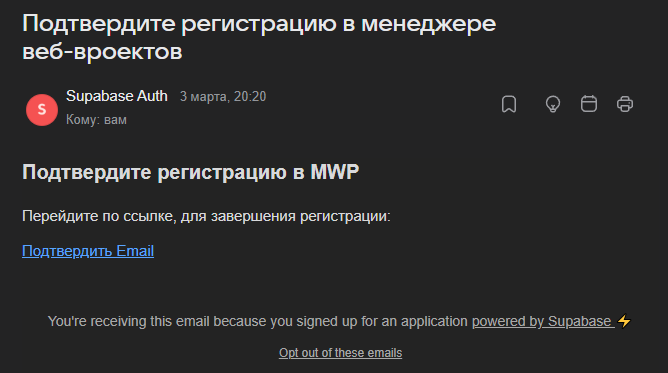 Подтвердите регистрацию в менеджере
веб-вроектов
S
Supabase Auth 3 марта, 20:20
Кому: вам
Подтвердите регистрацию в MWP
Перейдите по ссылке, для завершения регистрации:
Подтвердить Email
You're receiving this email because you signed up for an application powered by Supabase ⚡
Opt out of these emails